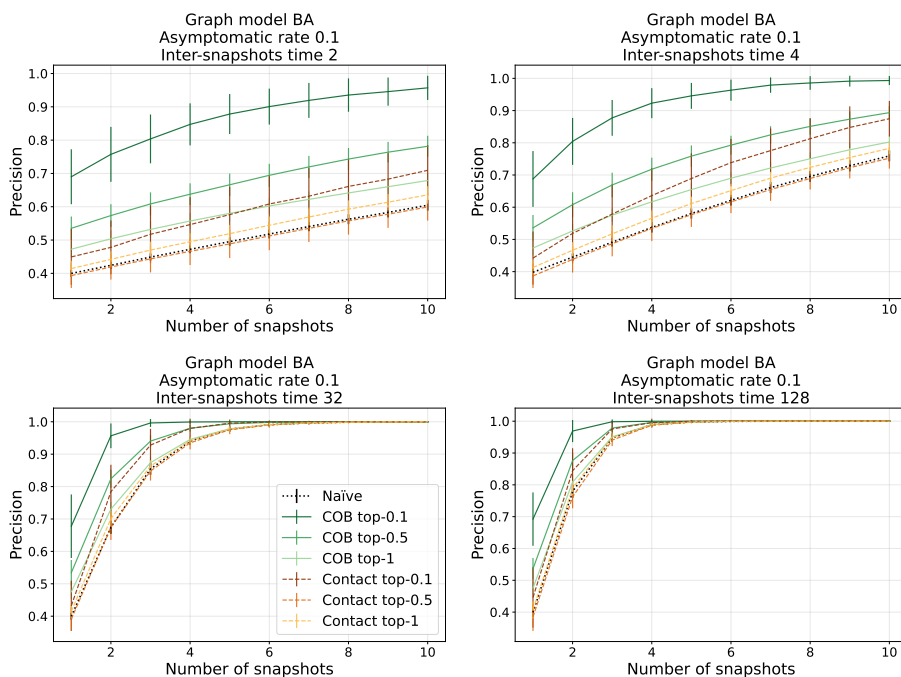 Graph model BA
Asymptomatic rate 0.1
Inter-snapshots time 2
1.0
0.9
0.8
0.7
0.6
0.5
0.4
Precision
2
4
6
8
10
Number of snapshots
Graph model BA
Asymptomatic rate 0.1
Inter-snapshots time 4
1.0
0.9
0.8
0.7
0.6
0.5
0.4
Precision
2
4
6
8
10
Number of snapshots
Graph model BA
Asymptomatic rate 0.1
Inter-snapshots time 32
1.0
0.9
0.8
0.7
0.6
0.5
0.4
Precision
Naïve
COB top-0.1
COB top-0.5
COB top-1
Contact top-0.1
Contact top-0.5
Contact top-1
2
4
6
8
10
Number of snapshots
Graph model BA
Asymptomatic rate 0.1
Inter-snapshots time 128
1.0
0.9
0.8
0.7
0.6
0.5
0.4
Precision
2
4
6
8
10
Number of snapshots